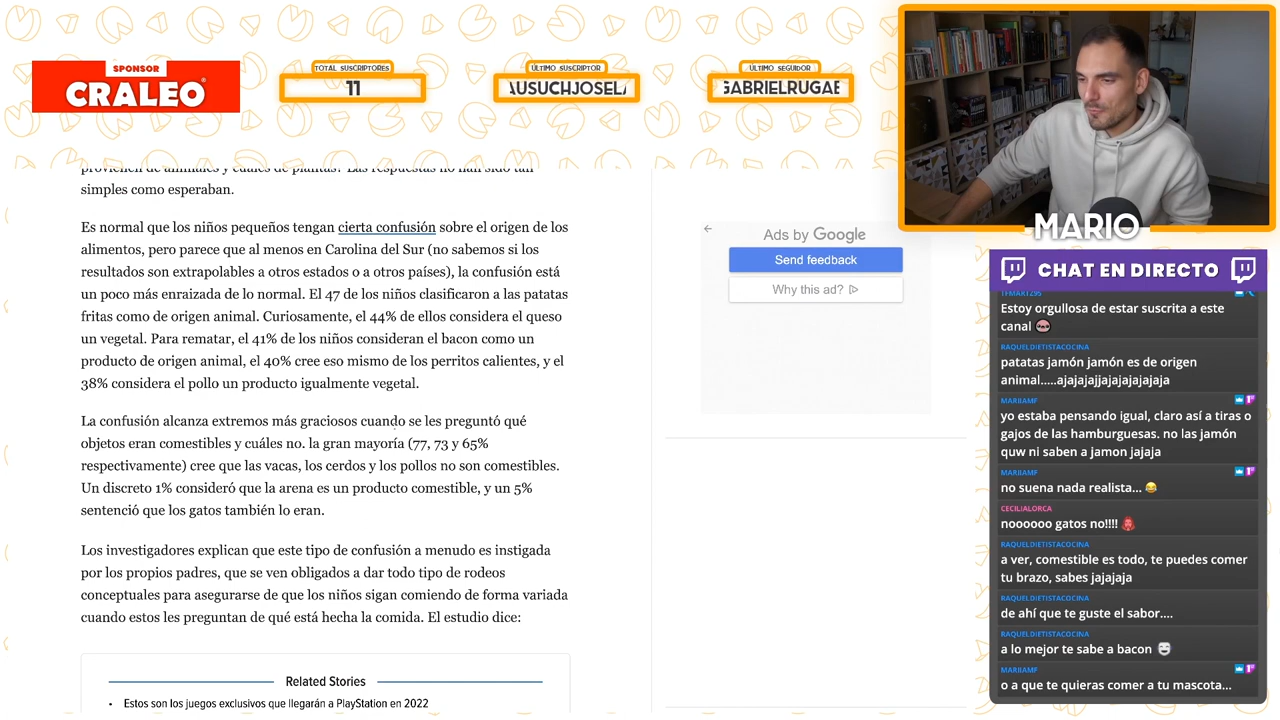 SPONSOR
CRALEO
TOTAL SUSCRIPTORES
11
ÚLTIMO SUSCRIPTOR
AUSUCHJOSEL
ÚLTIMO SEGUIDOR
GABRIELRUGAE
provienen de animales y cuáles de plantas? Las respuestas no han sido tan
simples como esperaban.
Es normal que los niños pequeños tengan cierta confusión sobre el origen de los
alimentos, pero parece que al menos en Carolina del Sur (no sabemos si los
resultados son extrapolables a otros estados o a otros países), la confusión está
un poco más enraizada de lo normal. El 47 de los niños clasificaron a las patatas
fritas como de origen animal. Curiosamente, el 44% de ellos considera el queso
un vegetal. Para rematar, el 41% de los niños consideran el bacon como un
producto de origen animal, el 40% cree eso mismo de los perritos calientes, y el
38% considera el pollo un producto igualmente vegetal.
La confusión alcanza extremos más graciosos cuando se les preguntó qué
objetos eran comestibles y cuáles no. la gran mayoría (77, 73 y 65%
respectivamente) cree que las vacas, los cerdos y los pollos no son comestibles.
Un discreto 1% consideró que la arena es un producto comestible, y un 5%
sentenció que los gatos también lo eran.
Los investigadores explican que este tipo de confusión a menudo es instigada
por los propios padres, que se ven obligados a dar todo tipo de rodeos
conceptuales para asegurarse de que los niños sigan comiendo de forma variada
cuando estos les preguntan de qué está hecha la comida. El estudio dice:
Related Stories
• Estos son los juegos exclusivos que llegarán a PlayStation en 2022
Ads by Google
Send feedback
Why this ad?
MARIO
CHAT EN DIRECTO
Estoy orgullosa de estar suscrita a este
canal
RAQUELDIETISTACOCINA
patatas jamón jamón es de origen
animal.....ajajajajjajajajajajaja
MARIIAMF
yo estaba pensando igual, claro así a tiras o
gajos de las hamburguesas. no las jamón
quw ni saben a jamon jajaja
MARIIAMF
no suena nada realista...
CECILIALORCA
noooooo gatos no!!!!
RAQUELDIETISTACOCINA
a ver, comestible es todo, te puedes comer
tu brazo, sabes jajajaja
RAQUELDIETISTACOCINA
de ahí que te guste el sabor....
RAQUELDIETISTACOCINA
a lo mejor te sabe a bacon
MARIIAMF
o a que te quieras comer a tu mascota...